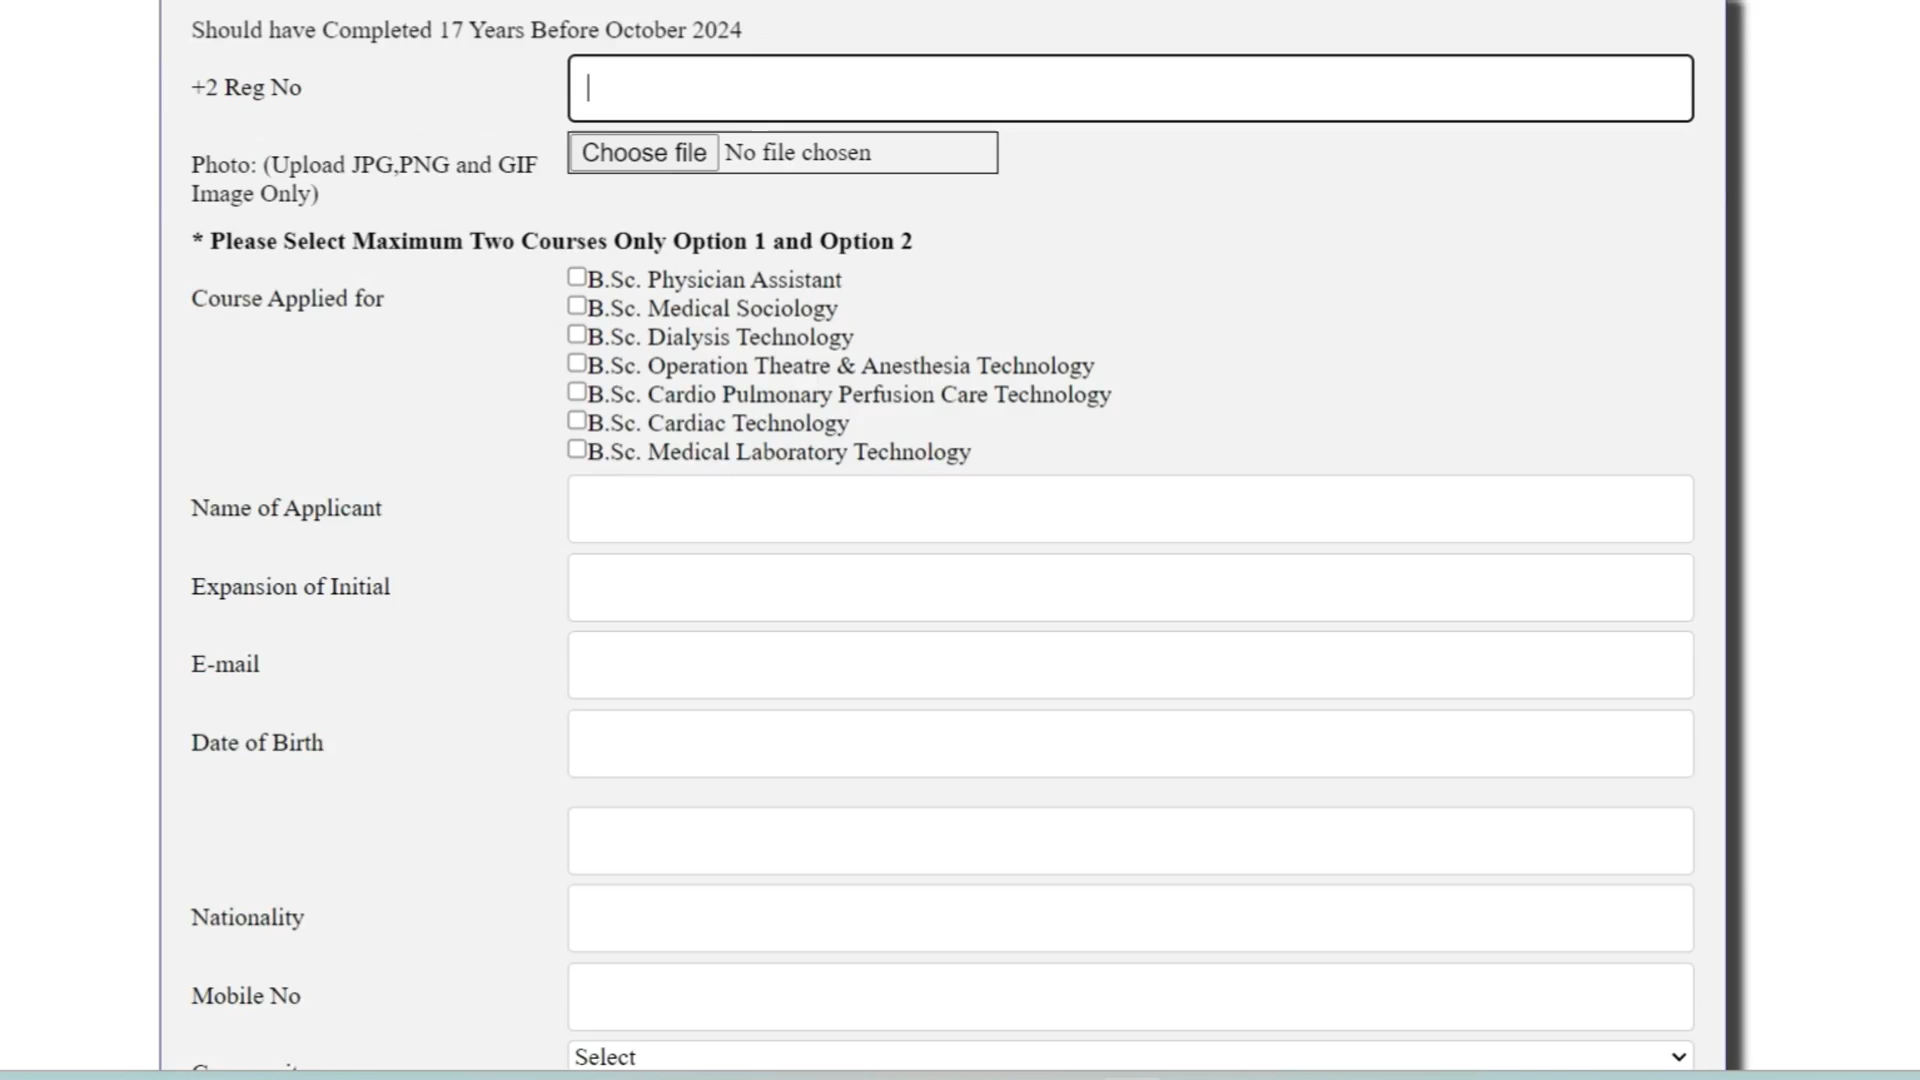 Should have Completed 17 Years Before October 2024
+2 Reg No
Choose file No file chosen
Photo: (Upload JPG,PNG and GIF
Image Only)
* Please Select Maximum Two Courses Only Option 1 and Option 2
Course Applied for
B.Sc. Physician Assistant
B.Sc. Medical Sociology
B.Sc. Dialysis Technology
B.Sc. Operation Theatre & Anesthesia Technology
B.Sc. Cardio Pulmonary Perfusion Care Technology
B.Sc. Cardiac Technology
B.Sc. Medical Laboratory Technology
Name of Applicant
Expansion of Initial
E-mail
Date of Birth
Nationality
Mobile No
Select